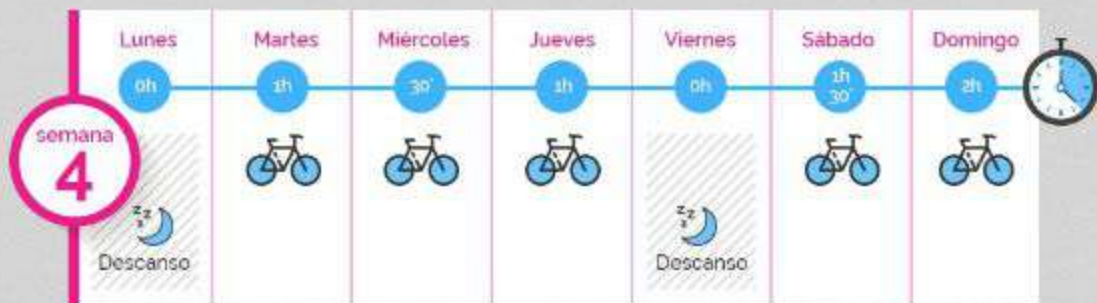 Lunes Martes Miércoles Jueves Viernes Sábado Domingo
0h 1h 30' 1h 0h 1h 30' 2h
semana
4
z z z z z z
Descanso Descanso